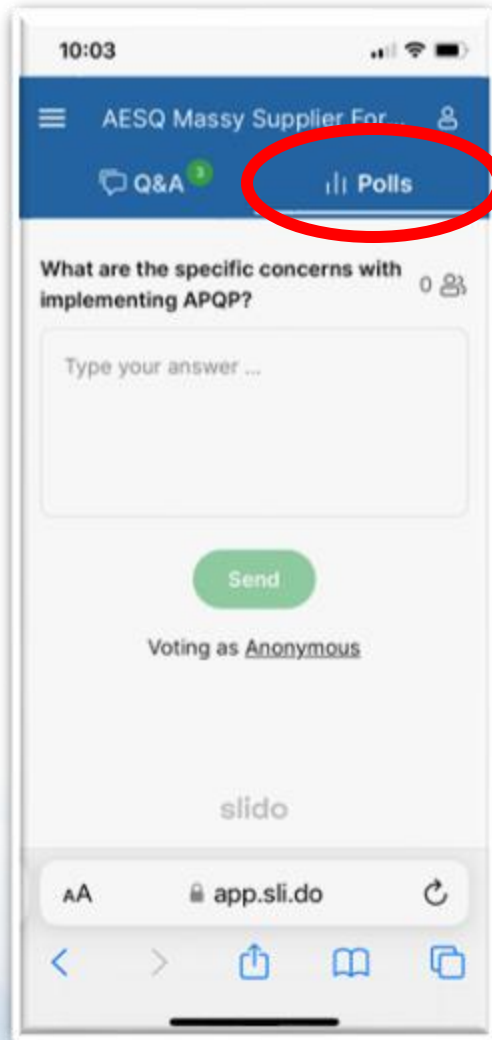 10:03
AESQ Massy Supplier For...
Q&A 3
Polls
What are the specific concerns with
implementing APQP?
0
Type your answer ...
Send
Voting as Anonymous
slido
AA
app.sli.do